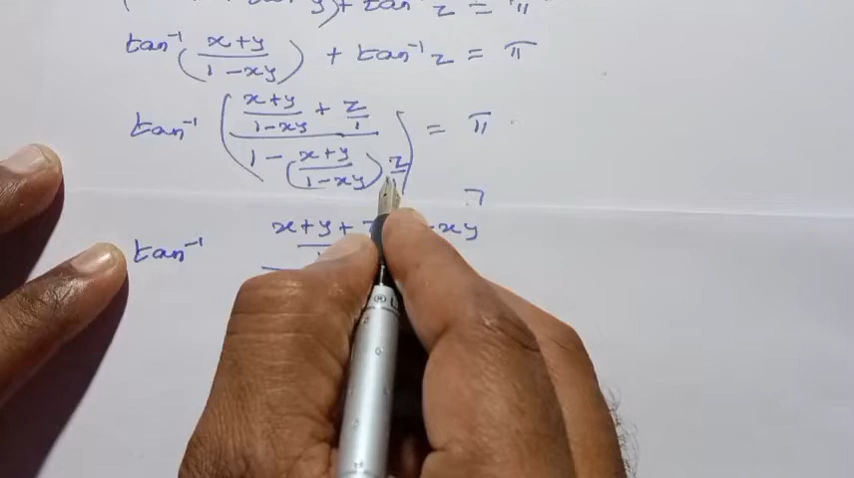 y) + tan⁻¹ z = π
tan⁻¹ ((x+y)/(1-xy)) + tan⁻¹ z = π
tan⁻¹ (((x+y)/(1-xy) + z/1)/(1 - ((x+y)/(1-xy)) z/1)) = π
tan⁻¹ x+y+ -xy